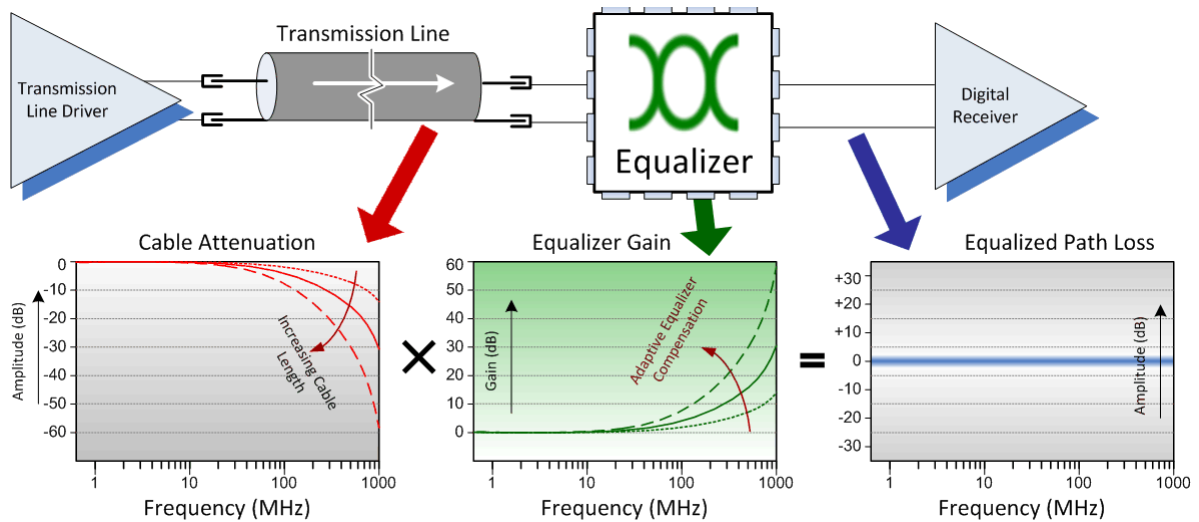 Transmission Line
Transmission
Line Driver
Equalizer
Digital
Receiver
Cable Attenuation
Amplitude (dB)
0
-10
-20
-30
-40
-50
-60
Increasing Cable
Length
1
10
100
1000
Frequency (MHz)
×
Equalizer Gain
Gain (dB)
60
50
40
30
20
10
0
Adaptive Equalizer
Compensation
1
10
100
1000
Frequency (MHz)
=
Equalized Path Loss
+30
+20
+10
0
-10
-20
-30
Amplitude (dB)
1
10
100
1000
Frequency (MHz)